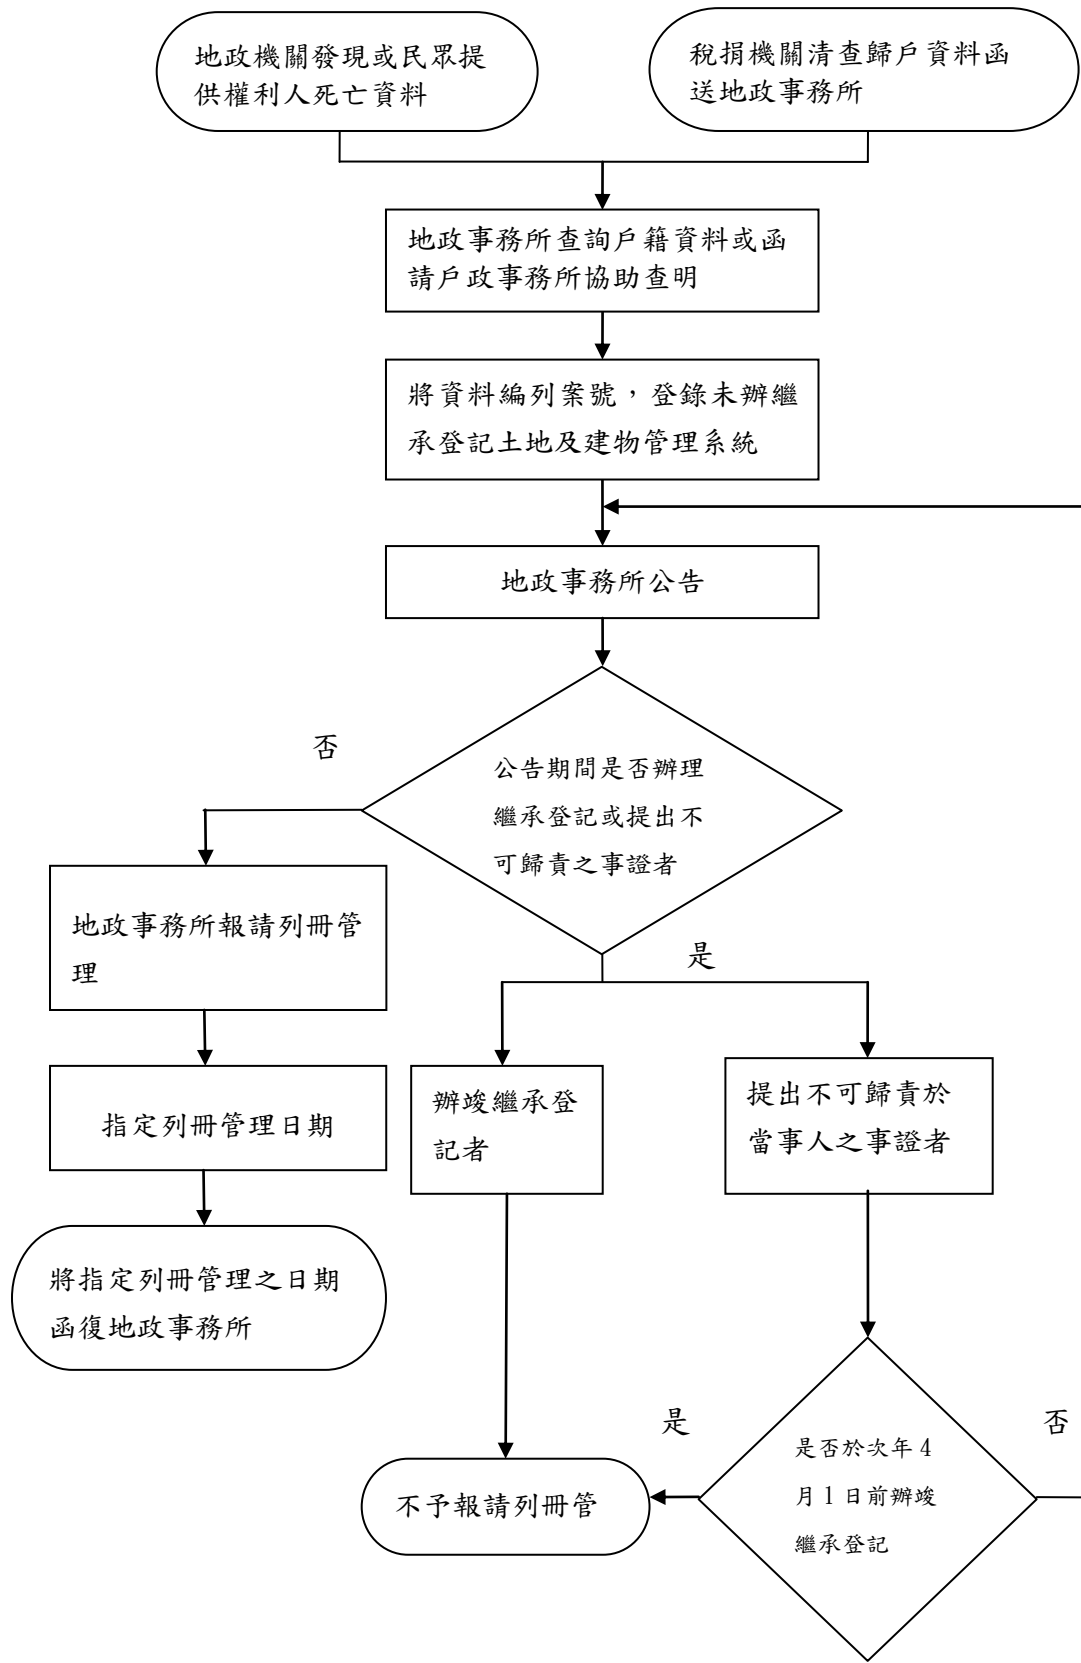 地政機關發現或民眾提
供權利人死亡資料
稅捐機關清查歸戶資料函
送地政事務所
地政事務所查詢戶籍資料或函
請戶政事務所協助查明
將資料編列案號，登錄未辦繼
承登記土地及建物管理系統
地政事務所公告
公告期間是否辦理
繼承登記或提出不
可歸責之事證者
否
地政事務所報請列冊管
理
指定列冊管理日期
將指定列冊管理之日期
函復地政事務所
是
辦竣繼承登
記者
提出不可歸責於
當事人之事證者
是否於次年4
月1日前辦竣
繼承登記
是
否
不予報請列冊管